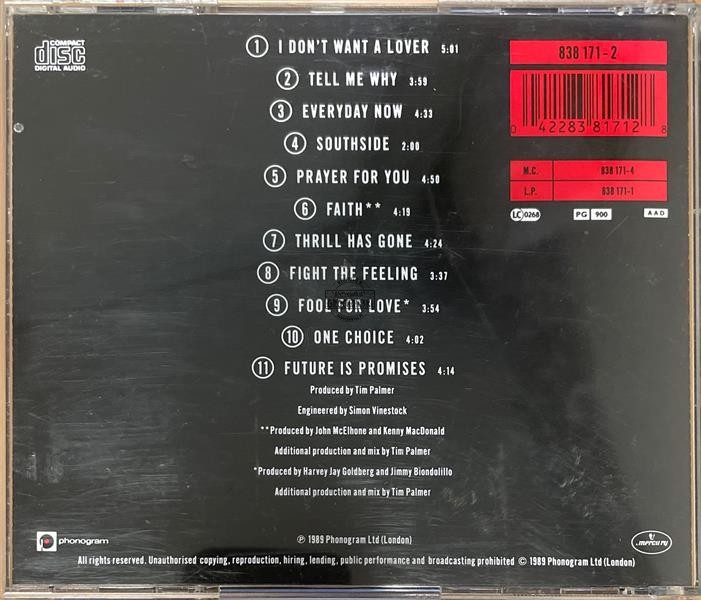 COMPACT
disc
DIGITAL AUDIO
1 I DON'T WANT A LOVER 5:01
2 TELL ME WHY 3:59
3 EVERYDAY NOW 4:33
4 SOUTHSIDE 2:00
5 PRAYER FOR YOU 4:50
6 FAITH** 4:19
7 THRILL HAS GONE 4:24
8 FIGHT THE FEELING 3:37
9 FOOL FOR LOVE* 3:54
10 ONE CHOICE 4:02
11 FUTURE IS PROMISES 4:14
838 171-2
0 42283 81712 8
M.C. 838 171-4
L.P. 838 171-1
LC 0268 PG 900 AAD
Produced by Tim Palmer
Engineered by Simon Vinestock
**Produced by John McElhone and Kenny MacDonald
Additional production and mix by Tim Palmer
*Produced by Harvey Jay Goldberg and Jimmy Biondolillo
Additional production and mix by Tim Palmer
phonogram
℗ 1989 Phonogram Ltd (London)
mercury
All rights reserved. Unauthorised copying, reproduction, hiring, lending, public performance and broadcasting prohibited © 1989 Phonogram Ltd (London)